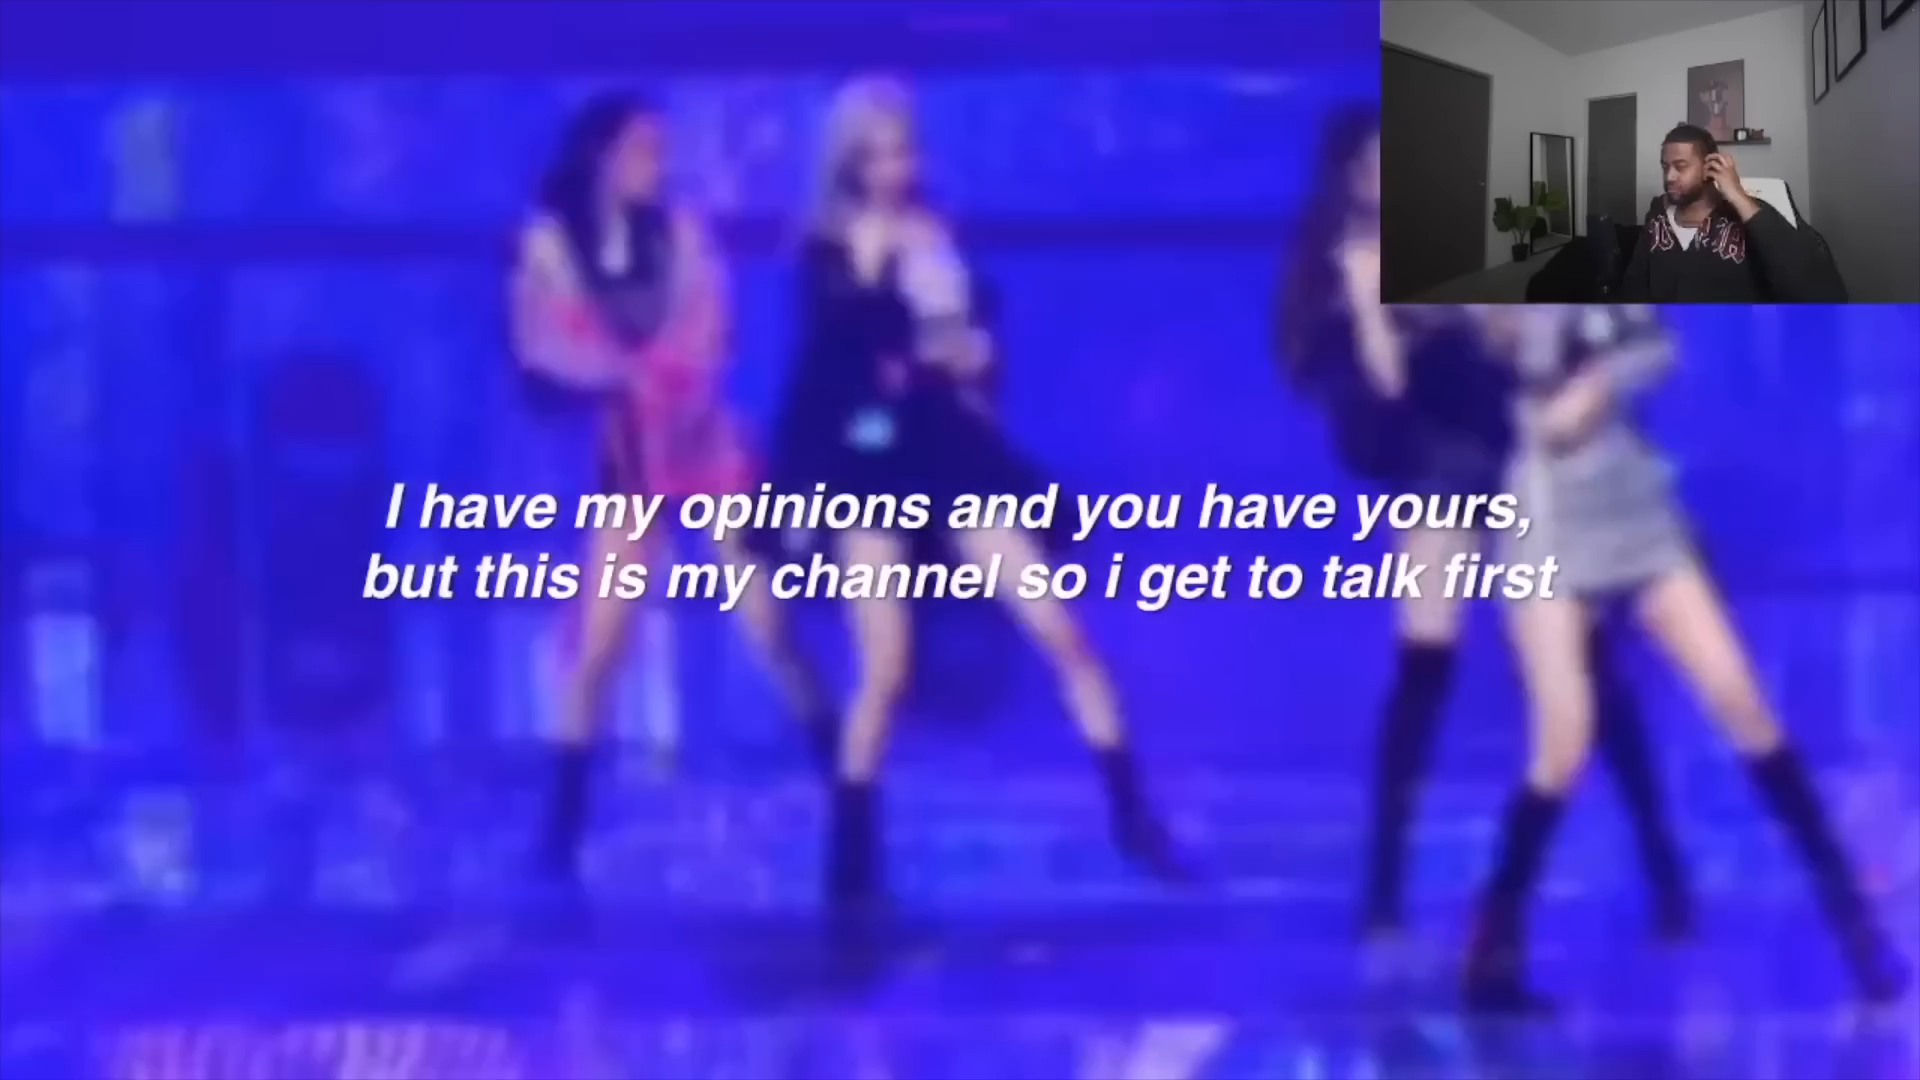 I have my opinions and you have yours,
but this is my channel so i get to talk first